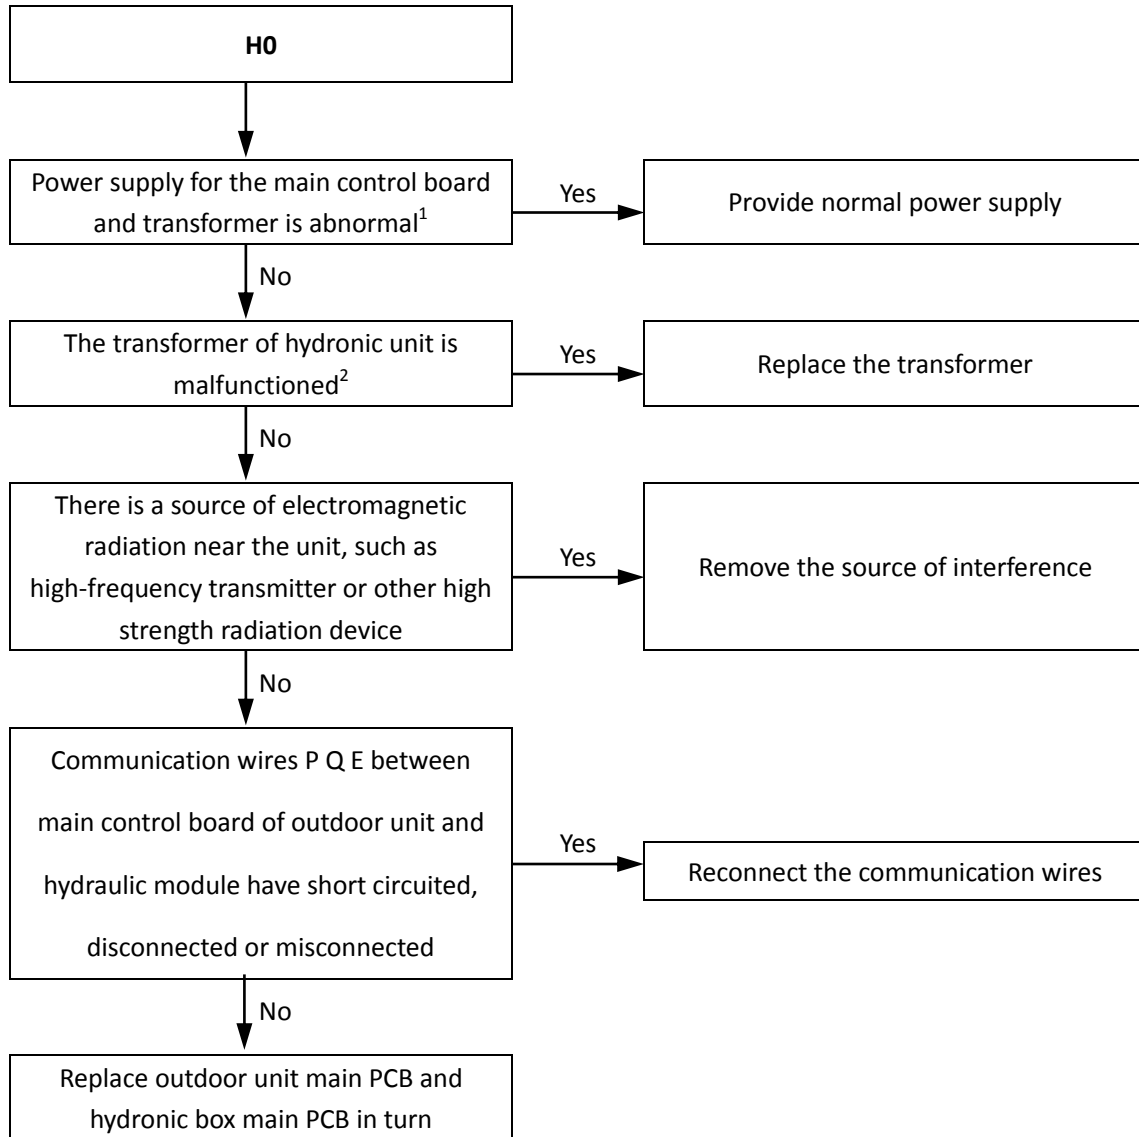 H0
Power supply for the main control board
and transformer is abnormal1
Yes
Provide normal power supply
No
The transformer of hydronic unit is
malfunctioned2
Yes
Replace the transformer
No
There is a source of electromagnetic
radiation near the unit, such as
high-frequency transmitter or other high
strength radiation device
Yes
Remove the source of interference
No
Communication wires P Q E between
main control board of outdoor unit and
hydraulic module have short circuited,
disconnected or misconnected
Yes
Reconnect the communication wires
No
Replace outdoor unit main PCB and
hydronic box main PCB in turn